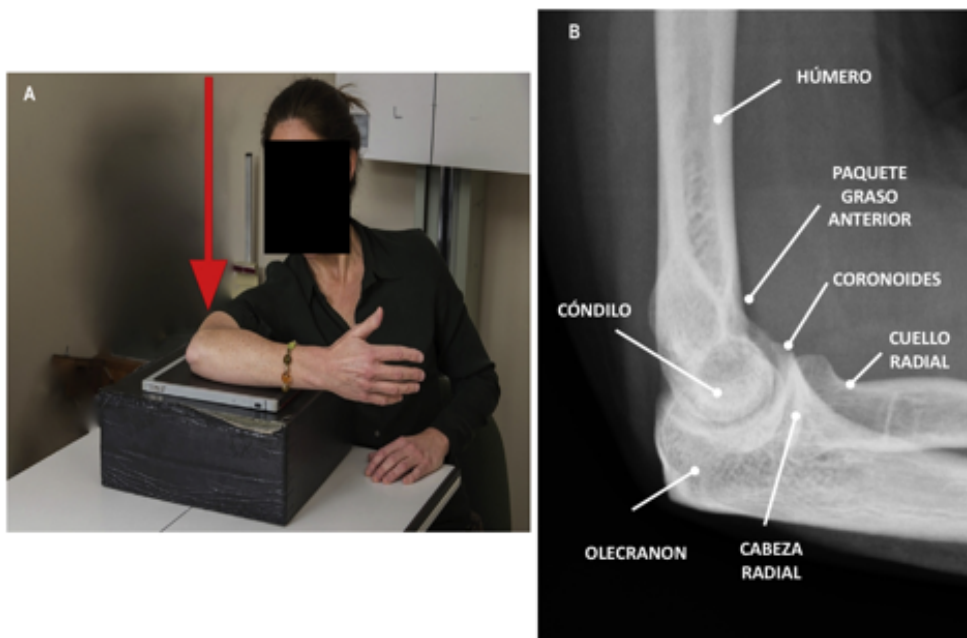 A
L
B
HÚMERO
PAQUETE
GRASO
ANTERIOR
CORONOIDES
CÓNDILO
CUELLO
RADIAL
OLECRANON
CABEZA
RADIAL